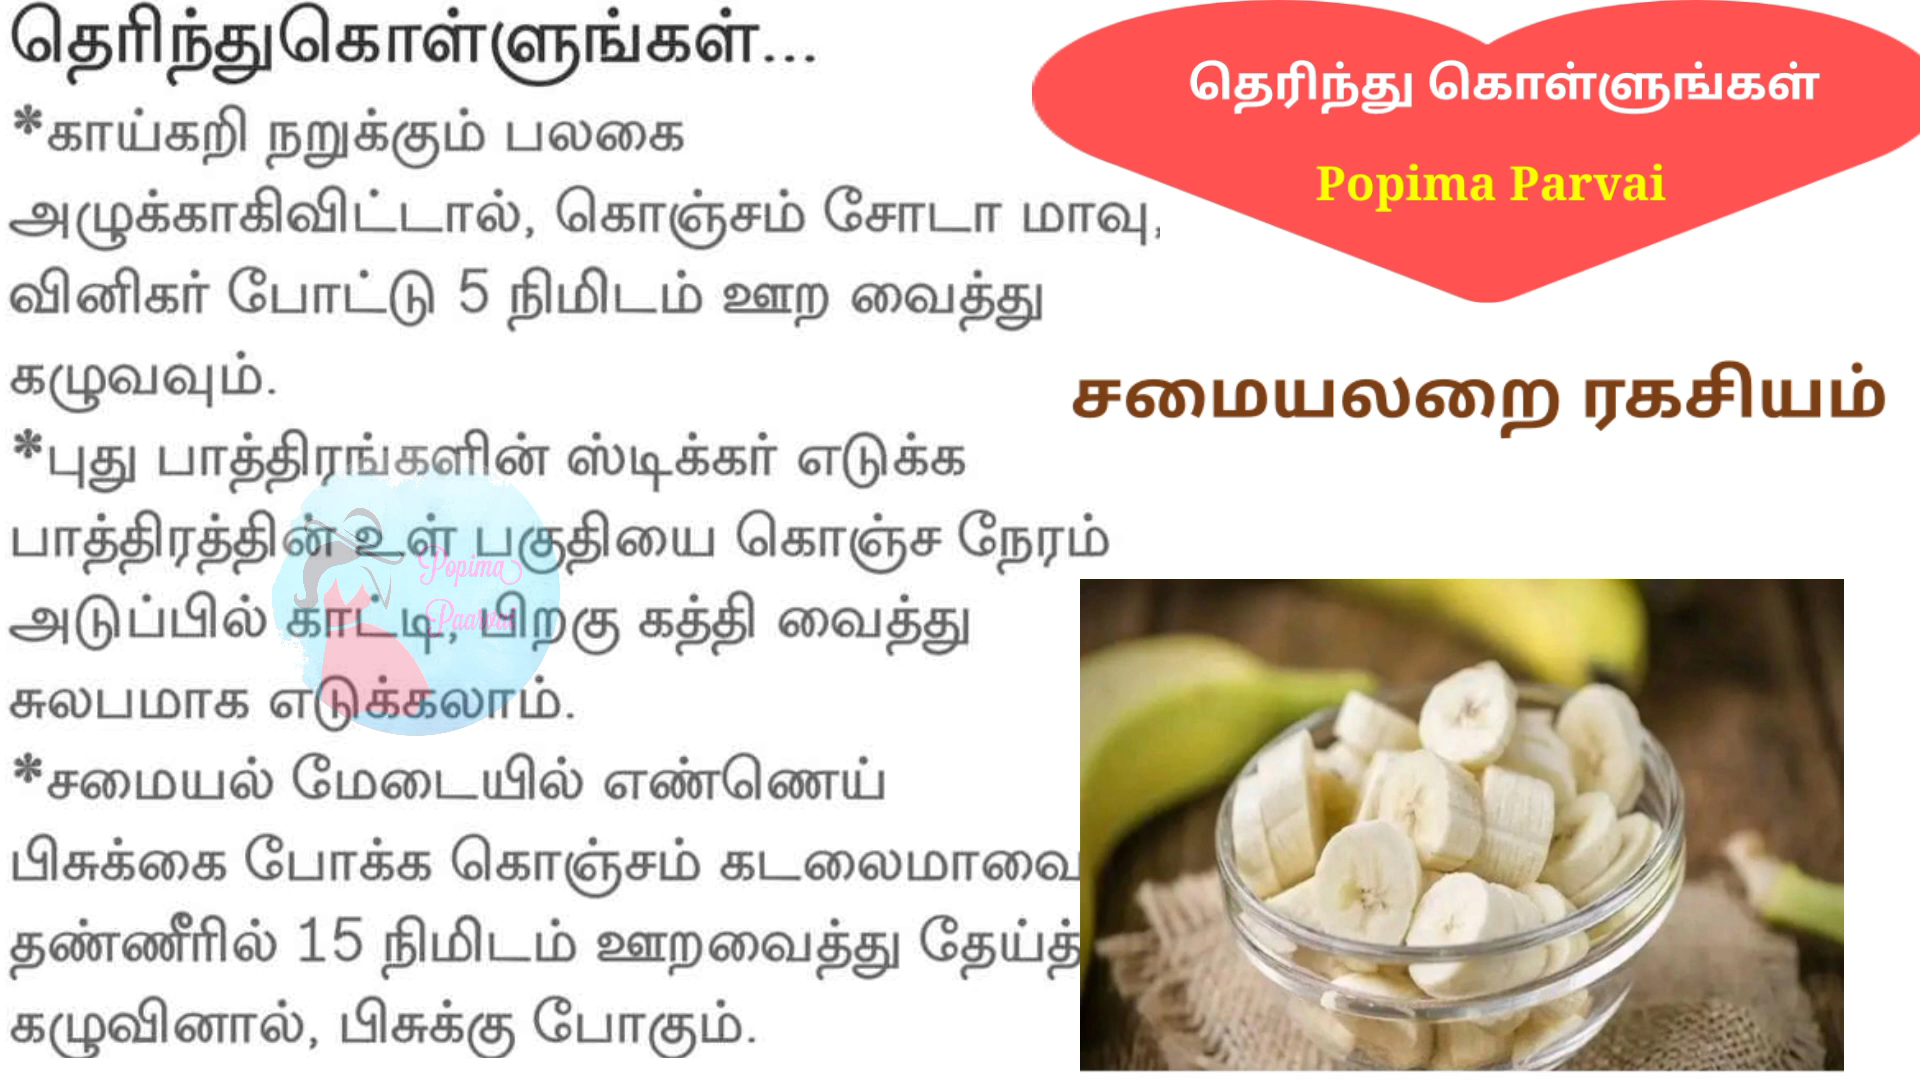 தெரிந்துகொள்ளுங்கள்...
*காய்கறி நறுக்கும் பலகை
அழுக்காகிவிட்டால், கொஞ்சம் சோடா மாவு,
வினிகர் போட்டு 5 நிமிடம் ஊற வைத்து
கழுவவும்.
*புது பாத்திரங்களின் ஸ்டிக்கர் எடுக்க
பாத்திரத்தின் உள் பகுதியை கொஞ்ச நேரம்
அடுப்பில் காட்டி, பிறகு கத்தி வைத்து
சுலபமாக எடுக்கலாம்.
*சமையல் மேடையில் எண்ணெய்
பிசுக்கை போக்க கொஞ்சம் கடலைமாவை
தண்ணீரில் 15 நிமிடம் ஊறவைத்து தேய்த்
கழுவினால், பிசுக்கு போகும்.
Popima
Paarvai
தெரிந்து கொள்ளுங்கள்
Popima Parvai
சமையலறை ரகசியம்